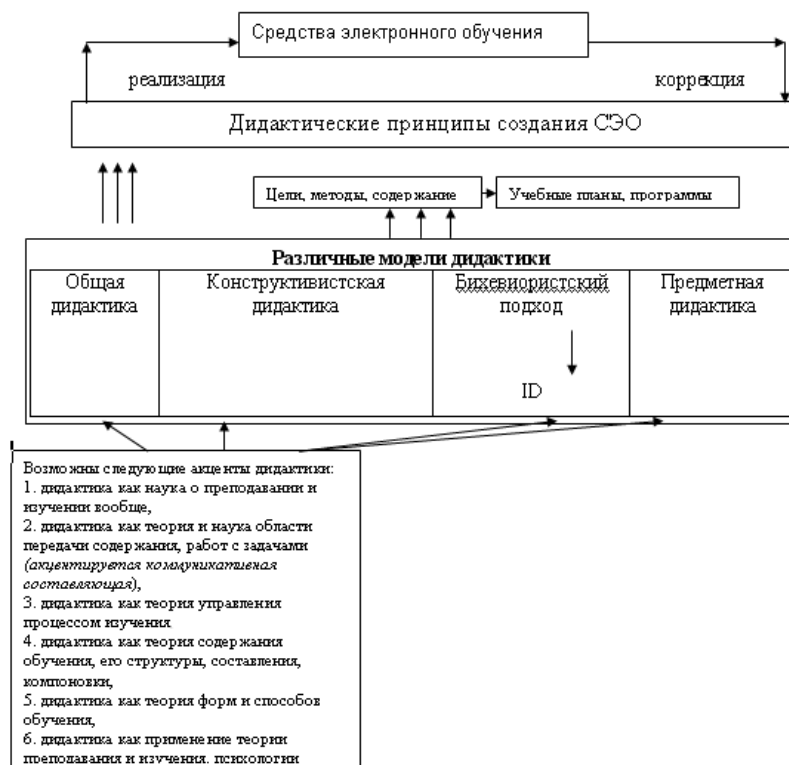 Средства электронного обучения
реализация
коррекция
Дидактические принципы создания СЭО
Цели, методы, содержание
Учебные планы, программы
Различные модели дидактики
Общая
дидактика
Конструктивистская
дидактика
Бихевиористский
подход
ID
Предметная
дидактика
Возможны следующие акценты дидактики:
1. дидактика как наука о преподавании и
изучении вообще,
2. дидактика как теория и наука области
передачи содержания, работ с задачами
(акцентируется коммуникативная
составляющая),
3. дидактика как теория управления
процессом изучения
4. дидактика как теория содержания
обучения, его структуры, составления,
компоновки,
5. дидактика как теория форм и способов
обучения,
6. дидактика как применение теории
преподавания и изучения, психологии